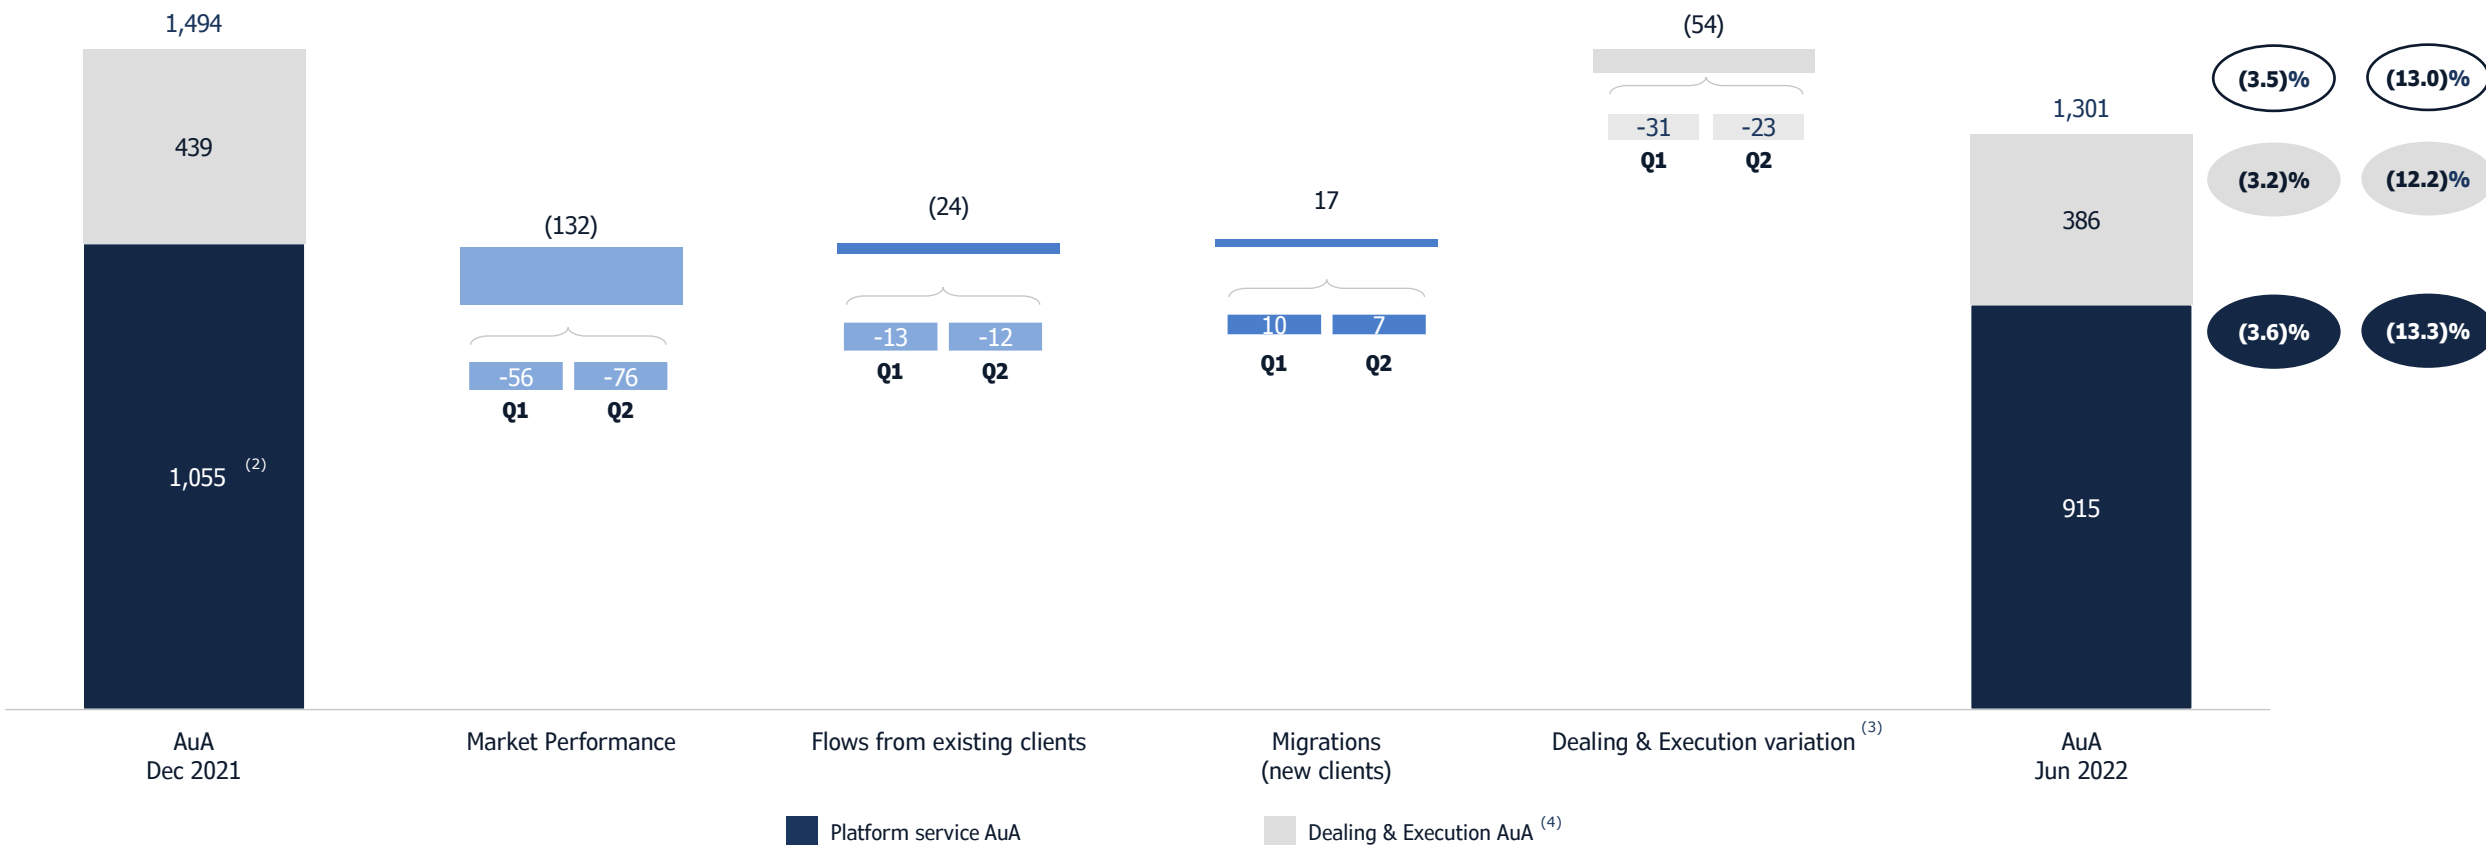 1,494
439
1,055 (2)
AuA
Dec 2021
(132)
-56 -76
Q1 Q2
Market Performance
(24)
-13 -12
Q1 Q2
Flows from existing clients
17
10 7
Q1 Q2
Migrations
(new clients)
(54)
-31 -23
Q1 Q2
Dealing & Execution variation (3)
1,301
386
915
AuA
Jun 2022
(3.5)% (13.0)%
(3.2)% (12.2)%
(3.6)% (13.3)%
Platform service AuA
Dealing & Execution AuA (4)